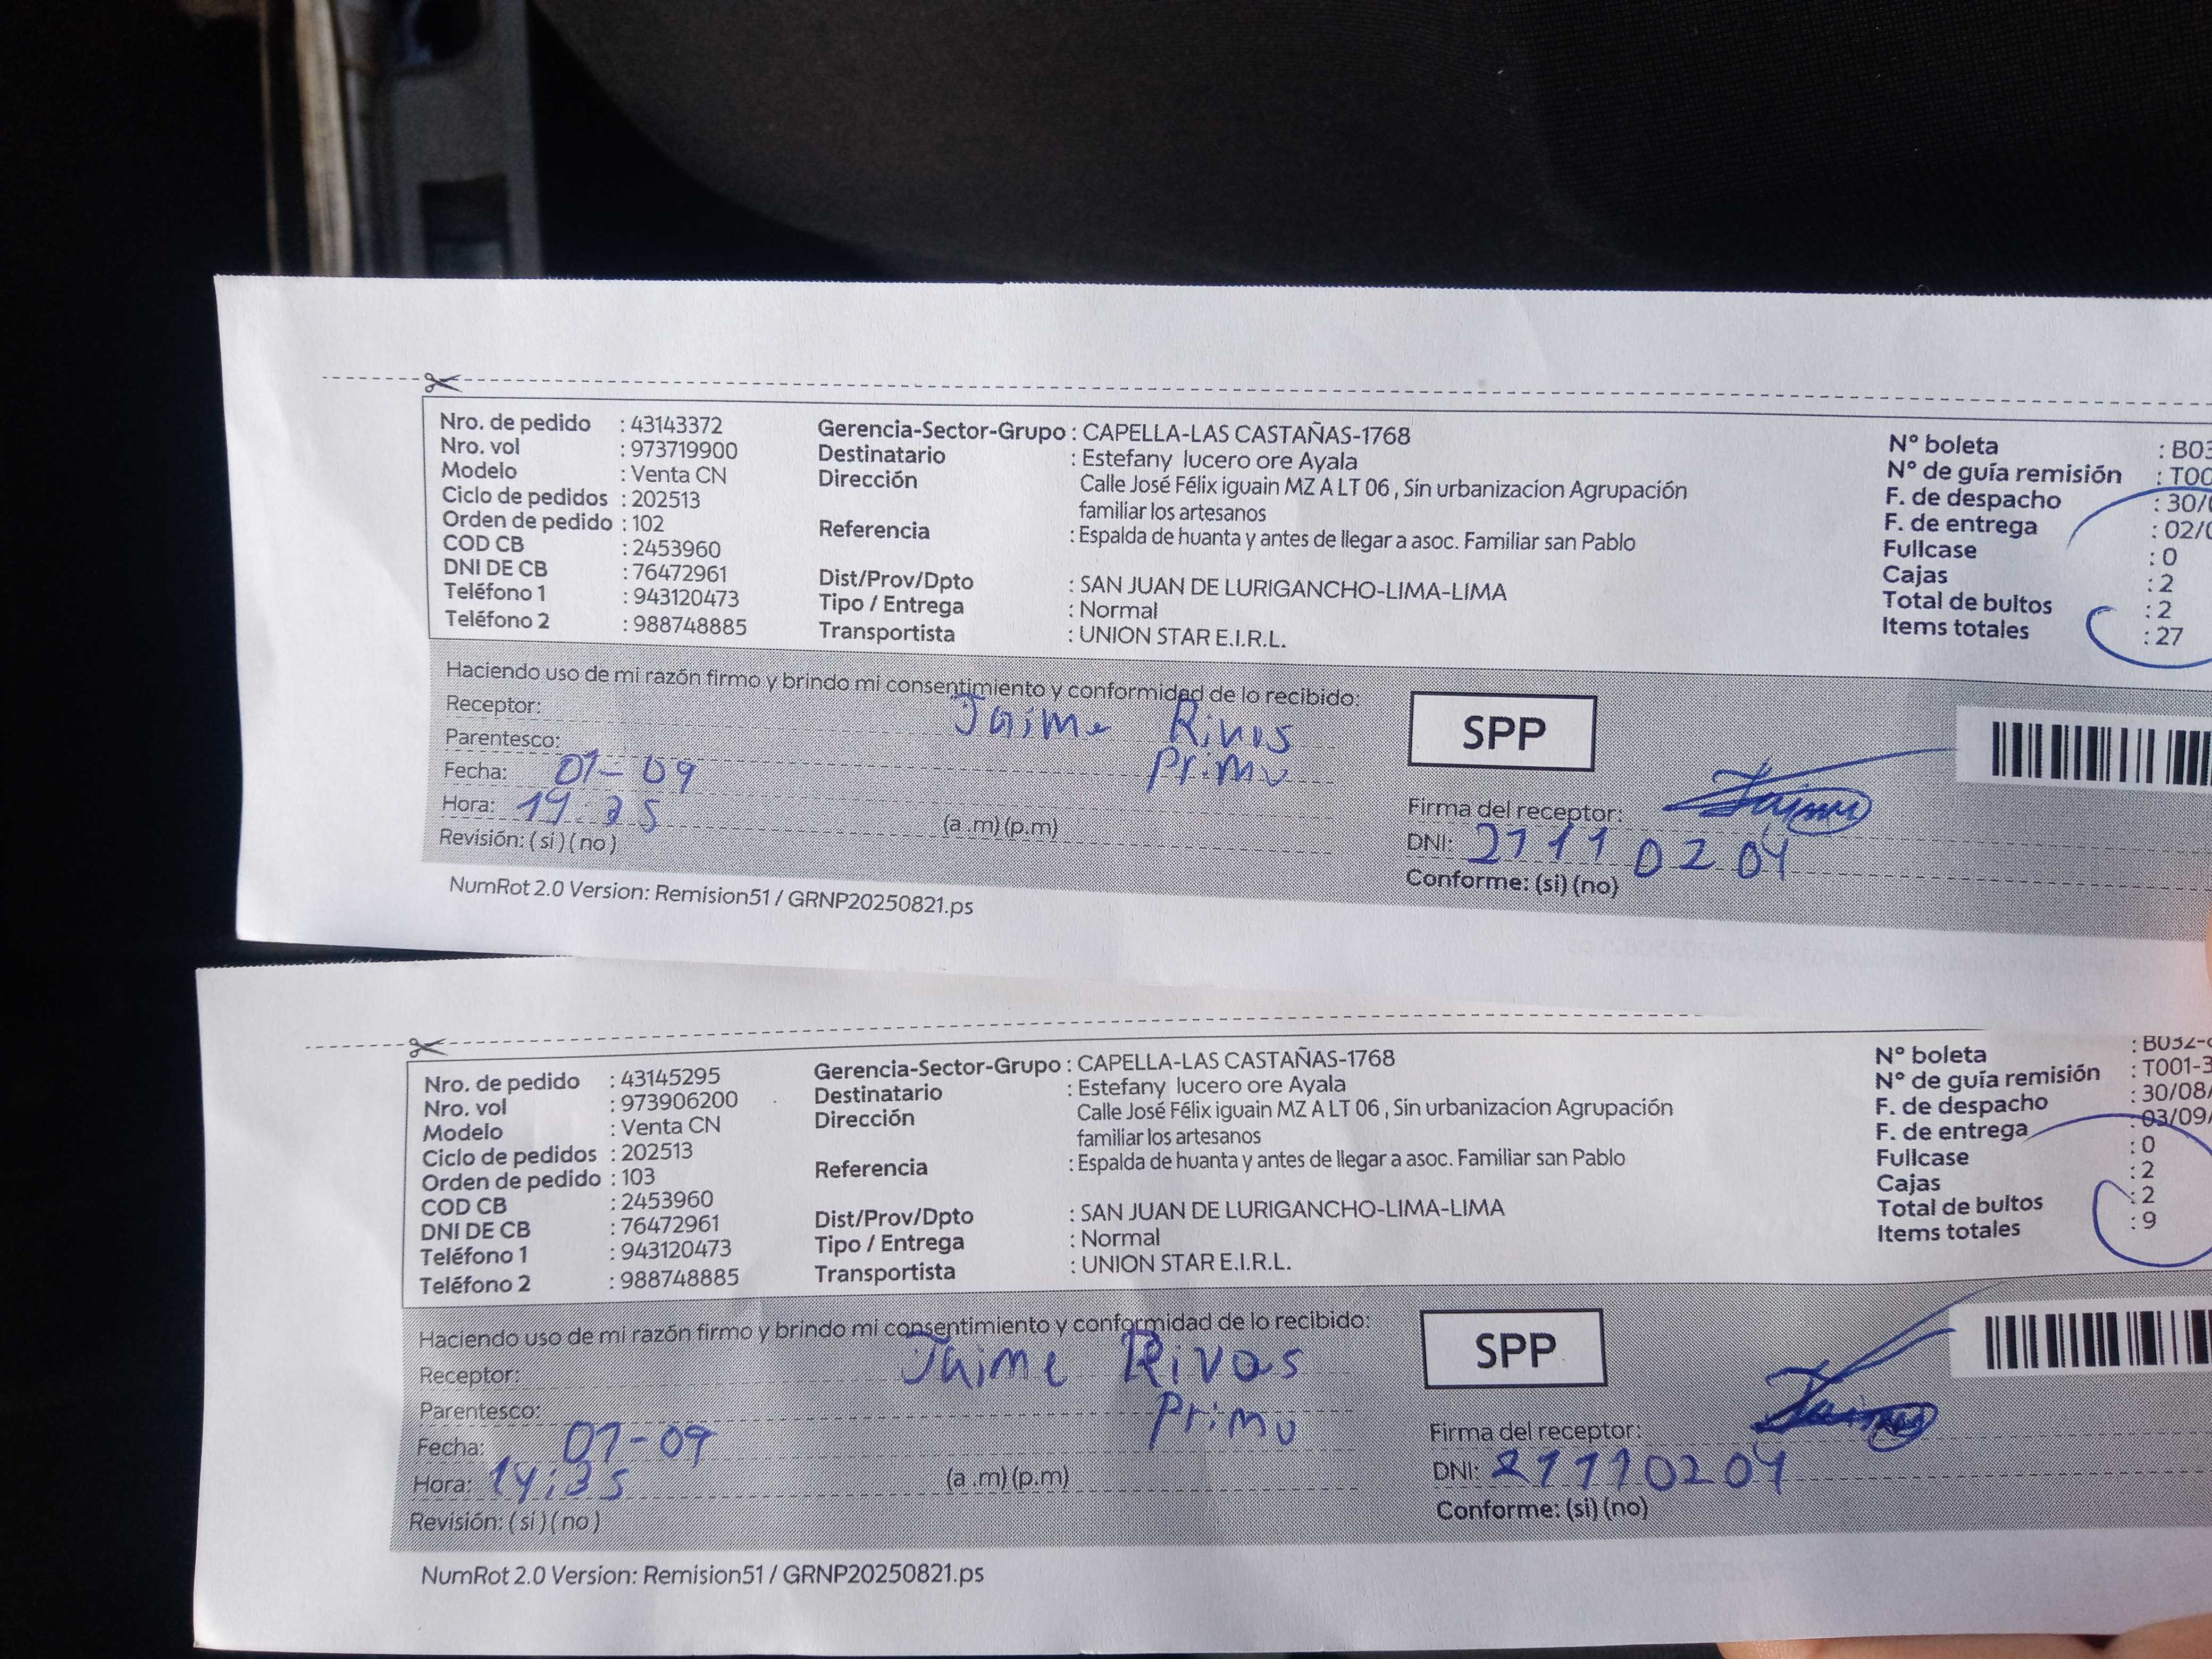 Nro. de pedido : 43143372
Nro. vol : 973719900
Modelo : Venta CN
Ciclo de pedidos : 202513
Orden de pedido : 102
COD CB : 2453960
DNI DE CB : 76472961
Teléfono 1 : 943120473
Teléfono 2 : 988748885
Gerencia-Sector-Grupo : CAPELLA-LAS CASTAÑAS-1768
Destinatario : Estefany lucero ore Ayala
Dirección Calle José Félix iguain MZ A LT 06 , Sin urbanizacion Agrupación
familiar los artesanos
Referencia : Espalda de huanta y antes de llegar a asoc. Familiar san Pablo
Dist/Prov/Dpto : SAN JUAN DE LURIGANCHO-LIMA-LIMA
Tipo / Entrega : Normal
Transportista : UNION STAR E.I.R.L.
N° boleta : B03
N° de guía remisión : T00
F. de despacho : 30/
F. de entrega : 02/
Fullcase : 0
Cajas : 2
Total de bultos : 2
Items totales : 27
Haciendo uso de mi razón firmo y brindo mi consentimiento y conformidad de lo recibido:
Receptor: Jaime Rivas
Parentesco: Primo
Fecha: 01-09
Hora: (a .m) (p.m)
Revisión: ( si ) ( no )
SPP
Firma del receptor: Jaime
DNI: 21110204
Conforme: (si) (no)
NumRot 2.0 Version: Remision51 / GRNP20250821.ps
Nro. de pedido : 43145295
Nro. vol : 973906200
Modelo : Venta CN
Ciclo de pedidos : 202513
Orden de pedido : 103
COD CB : 2453960
DNI DE CB : 76472961
Teléfono 1 : 943120473
Teléfono 2 : 988748885
Gerencia-Sector-Grupo : CAPELLA-LAS CASTAÑAS-1768
Destinatario : Estefany lucero ore Ayala
Dirección Calle José Félix iguain MZ A LT 06 , Sin urbanizacion Agrupación
familiar los artesanos
Referencia : Espalda de huanta y antes de llegar a asoc. Familiar san Pablo
Dist/Prov/Dpto : SAN JUAN DE LURIGANCHO-LIMA-LIMA
Tipo / Entrega : Normal
Transportista : UNION STAR E.I.R.L.
N° boleta : B032-
N° de guía remisión : T001-3
F. de despacho : 30/08/
F. de entrega : 03/09/
Fullcase : 0
Cajas : 2
Total de bultos : 2
Items totales : 9
Haciendo uso de mi razón firmo y brindo mi consentimiento y conformidad de lo recibido:
Receptor: Jaime Rivas
Parentesco: Primo
Fecha: 01-09
Hora: 14:35 (a .m) (p.m)
Revisión: ( si ) ( no )
SPP
Firma del receptor:
DNI: 21110204
Conforme: (si) (no)
NumRot 2.0 Version: Remision51 / GRNP20250821.ps